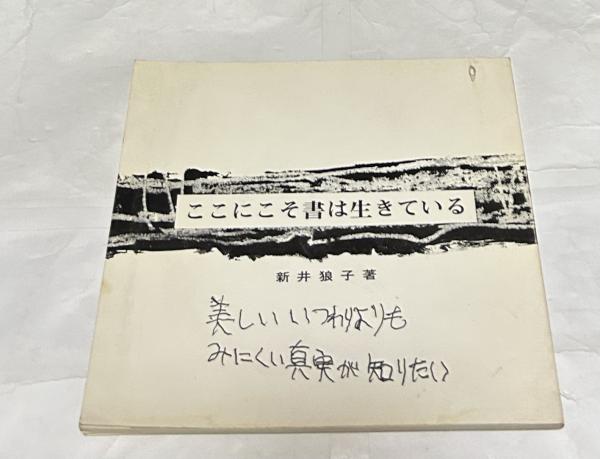 ここにこそ書は生きている
新井狼子著
美しいいつわりよりも
みにくい真実が知りたい